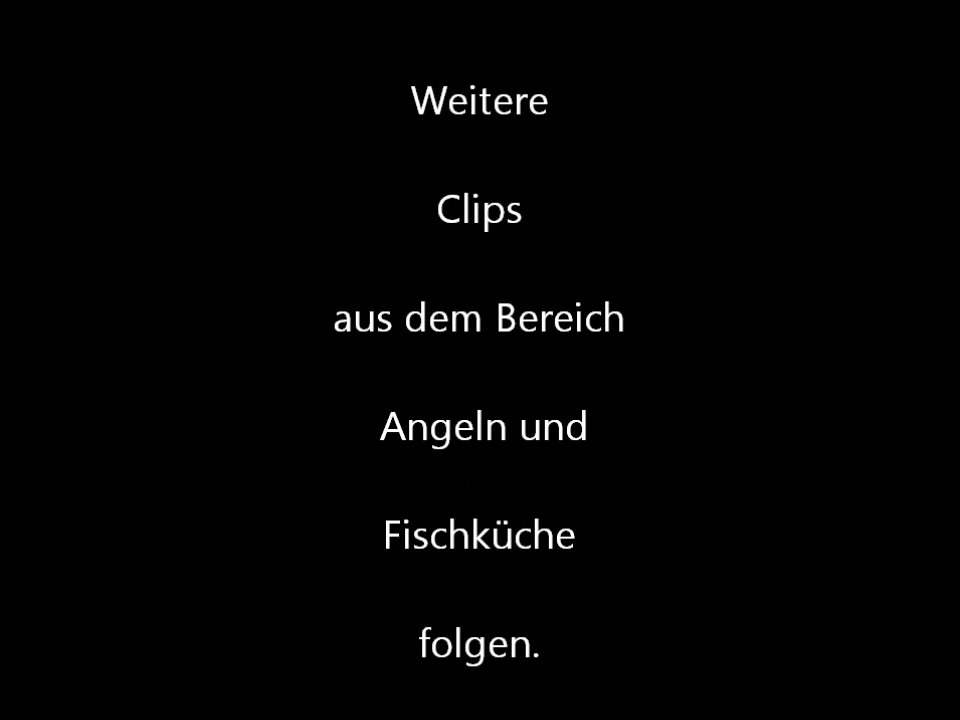 Weitere
Clips
aus dem Bereich
Angeln und
Fischküche
folgen.